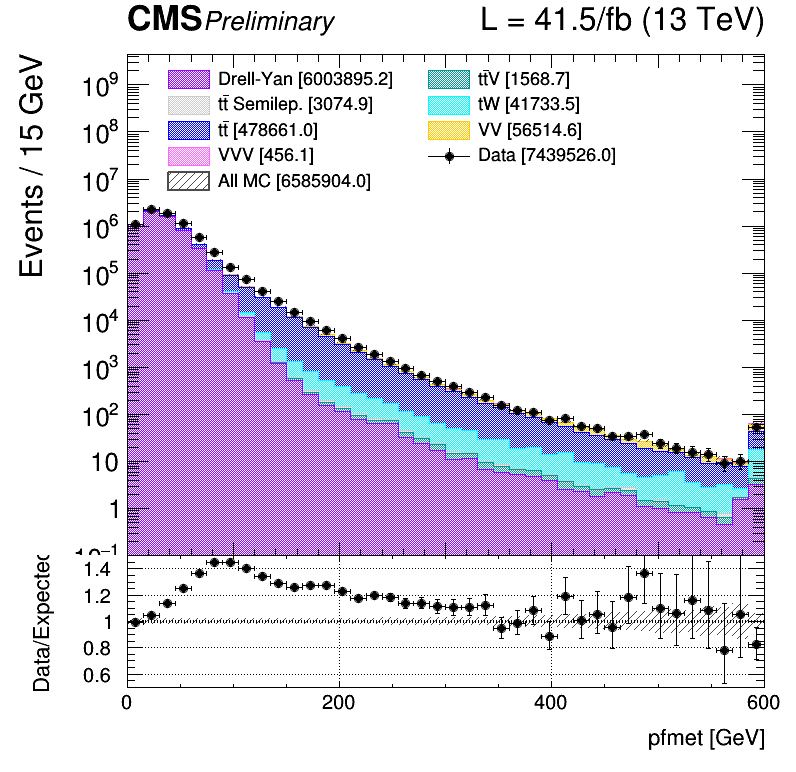 CMS Preliminary L = 41.5/fb (13 TeV)
Events / 15 GeV
10⁹
10⁸
10⁷
10⁶
10⁵
10⁴
10³
10²
10
1
10⁻¹
Drell-Yan [6003895.2]
tt̄ Semilep. [3074.9]
tt̄ [478661.0]
VVV [456.1]
All MC [6585904.0]
tt̄V [1568.7]
tW [41733.5]
VV [56514.6]
Data [7439526.0]
Data/Expected
1.4
1.2
1
0.8
0.6
0 200 400 600
pfmet [GeV]